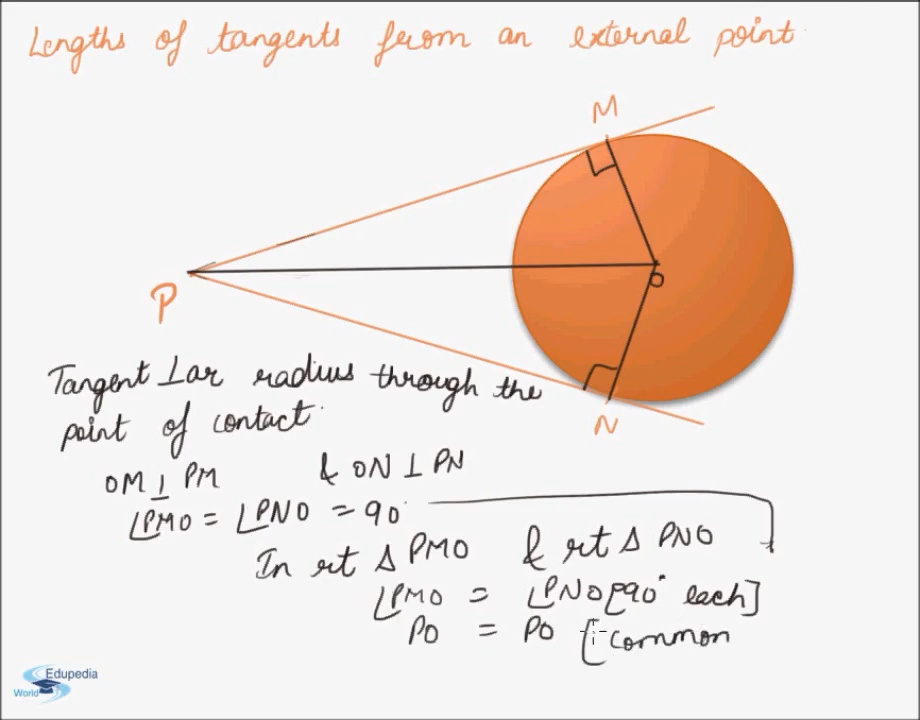 Lengths of tangents from an external point
M
P
O
N
Tangent ⊥ar radius through the
point of contact.
OM ⊥ PM & ON ⊥ PN
∠PMO = ∠PNO = 90°
In rt Δ PMO & rt Δ PNO
∠PMO = ∠PNO [90° each]
PO = PO [common
Edupedia
World